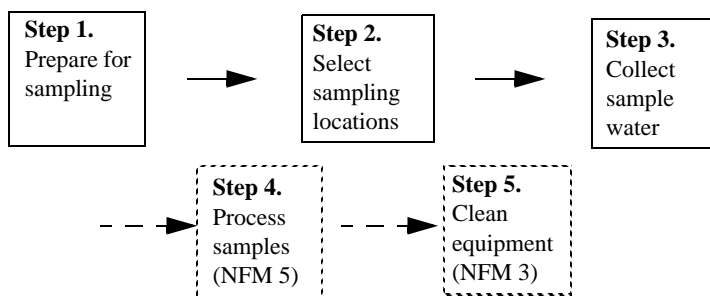 Step 1.
Prepare for
sampling
Step 2.
Select
sampling
locations
Step 3.
Collect
sample
water
Step 4.
Process
samples
(NFM 5)
Step 5.
Clean
equipment
(NFM 3)